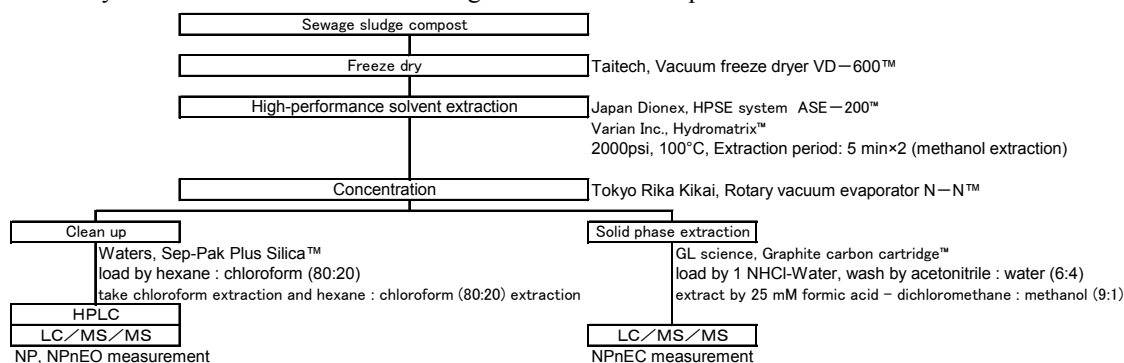 Sewage sludge compost
Freeze dry
Taitech, Vacuum freeze dryer VD－600™
High-performance solvent extraction
Japan Dionex, HPSE system ASE－200™
Varian Inc., Hydromatrix™
2000psi, 100°C, Extraction period: 5 min×2 (methanol extraction)
Concentration
Tokyo Rika Kikai, Rotary vacuum evaporator N－N™
Clean up
Waters, Sep-Pak Plus Silica™
load by hexane : chloroform (80:20)
take chloroform extraction and hexane : chloroform (80:20) extraction
HPLC
LC／MS／MS
NP, NPnEO measurement
Solid phase extraction
GL science, Graphite carbon cartridge™
load by 1 NHCl-Water, wash by acetonitrile : water (6:4)
extract by 25 mM formic acid － dichloromethane : methanol (9:1)
LC／MS／MS
NPnEC measurement